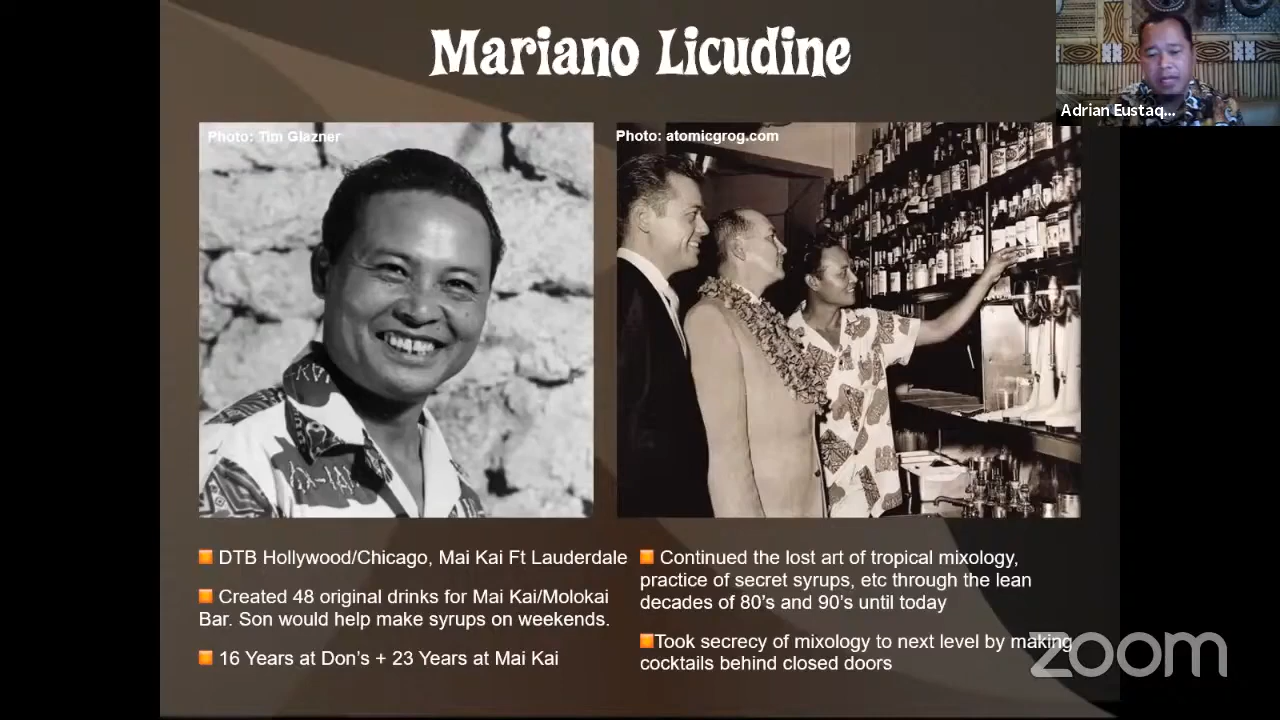 Mariano Licudine
Adrian Eustaq...
Photo: Tim Glazner
Photo: atomicgrog.com
DTB Hollywood/Chicago, Mai Kai Ft Lauderdale
Created 48 original drinks for Mai Kai/Molokai
Bar. Son would help make syrups on weekends.
16 Years at Don's + 23 Years at Mai Kai
Continued the lost art of tropical mixology,
practice of secret syrups, etc through the lean
decades of 80's and 90's until today
Took secrecy of mixology to next level by making
cocktails behind closed doors
zoom